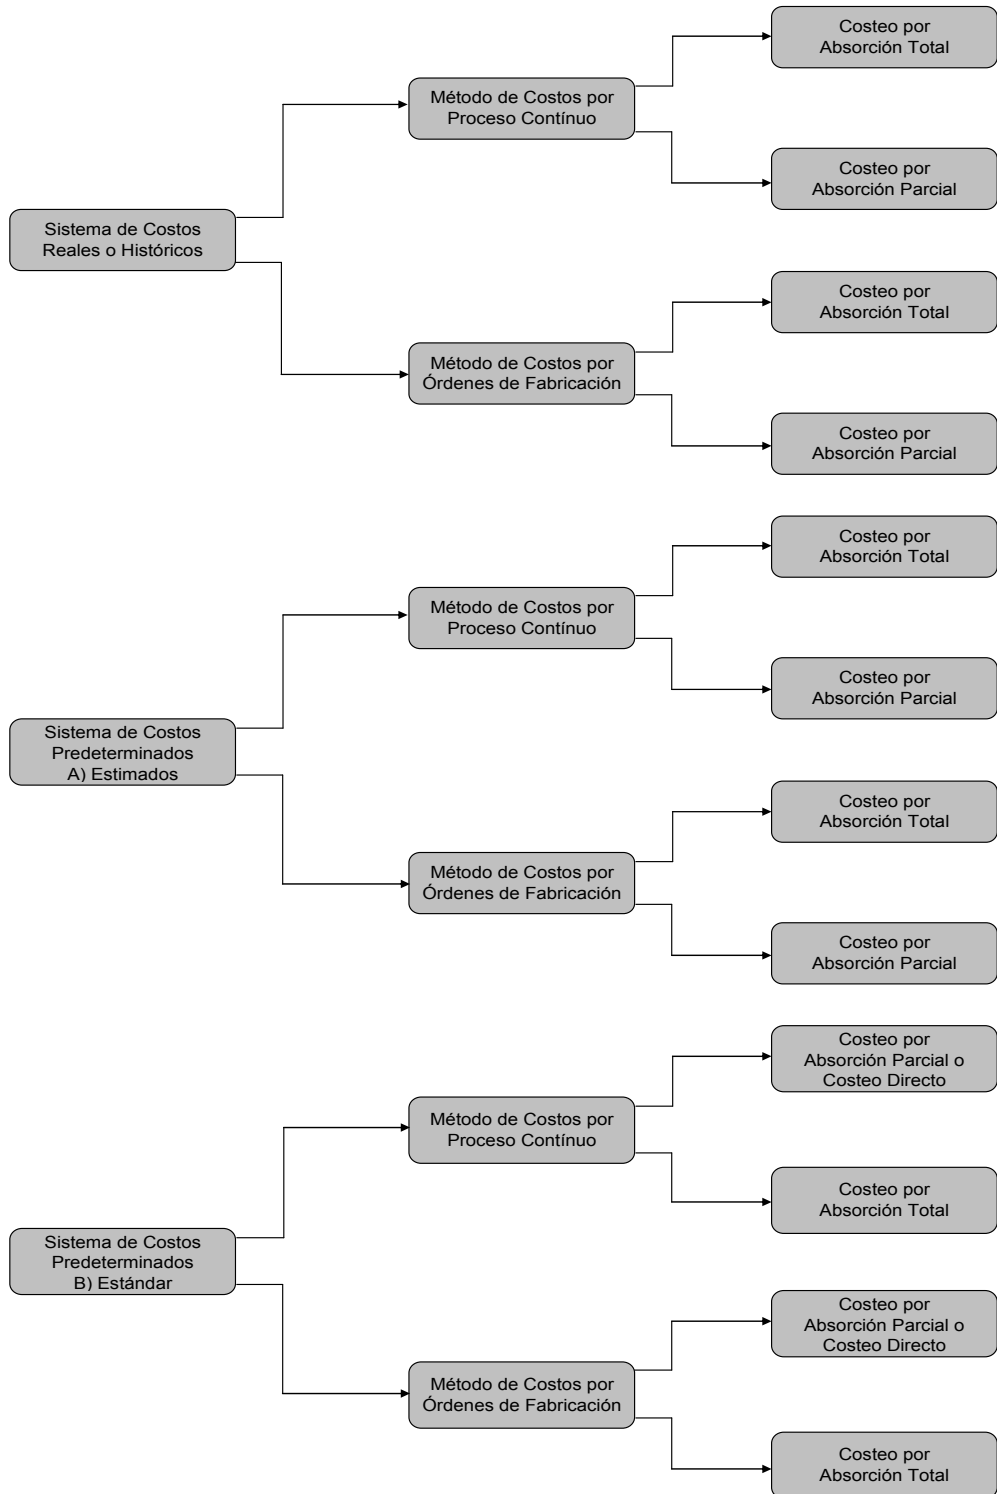 Costeo por
Absorción Total
Método de Costos por
Proceso Contínuo
Costeo por
Absorción Parcial
Sistema de Costos
Reales o Históricos
Costeo por
Absorción Total
Método de Costos por
Órdenes de Fabricación
Costeo por
Absorción Parcial
Costeo por
Absorción Total
Método de Costos por
Proceso Contínuo
Costeo por
Absorción Parcial
Sistema de Costos
Predeterminados
A) Estimados
Costeo por
Absorción Total
Método de Costos por
Órdenes de Fabricación
Costeo por
Absorción Parcial
Costeo por
Absorción Parcial o
Costeo Directo
Método de Costos por
Proceso Contínuo
Costeo por
Absorción Total
Sistema de Costos
Predeterminados
B) Estándar
Costeo por
Absorción Parcial o
Costeo Directo
Método de Costos por
Órdenes de Fabricación
Costeo por
Absorción Total